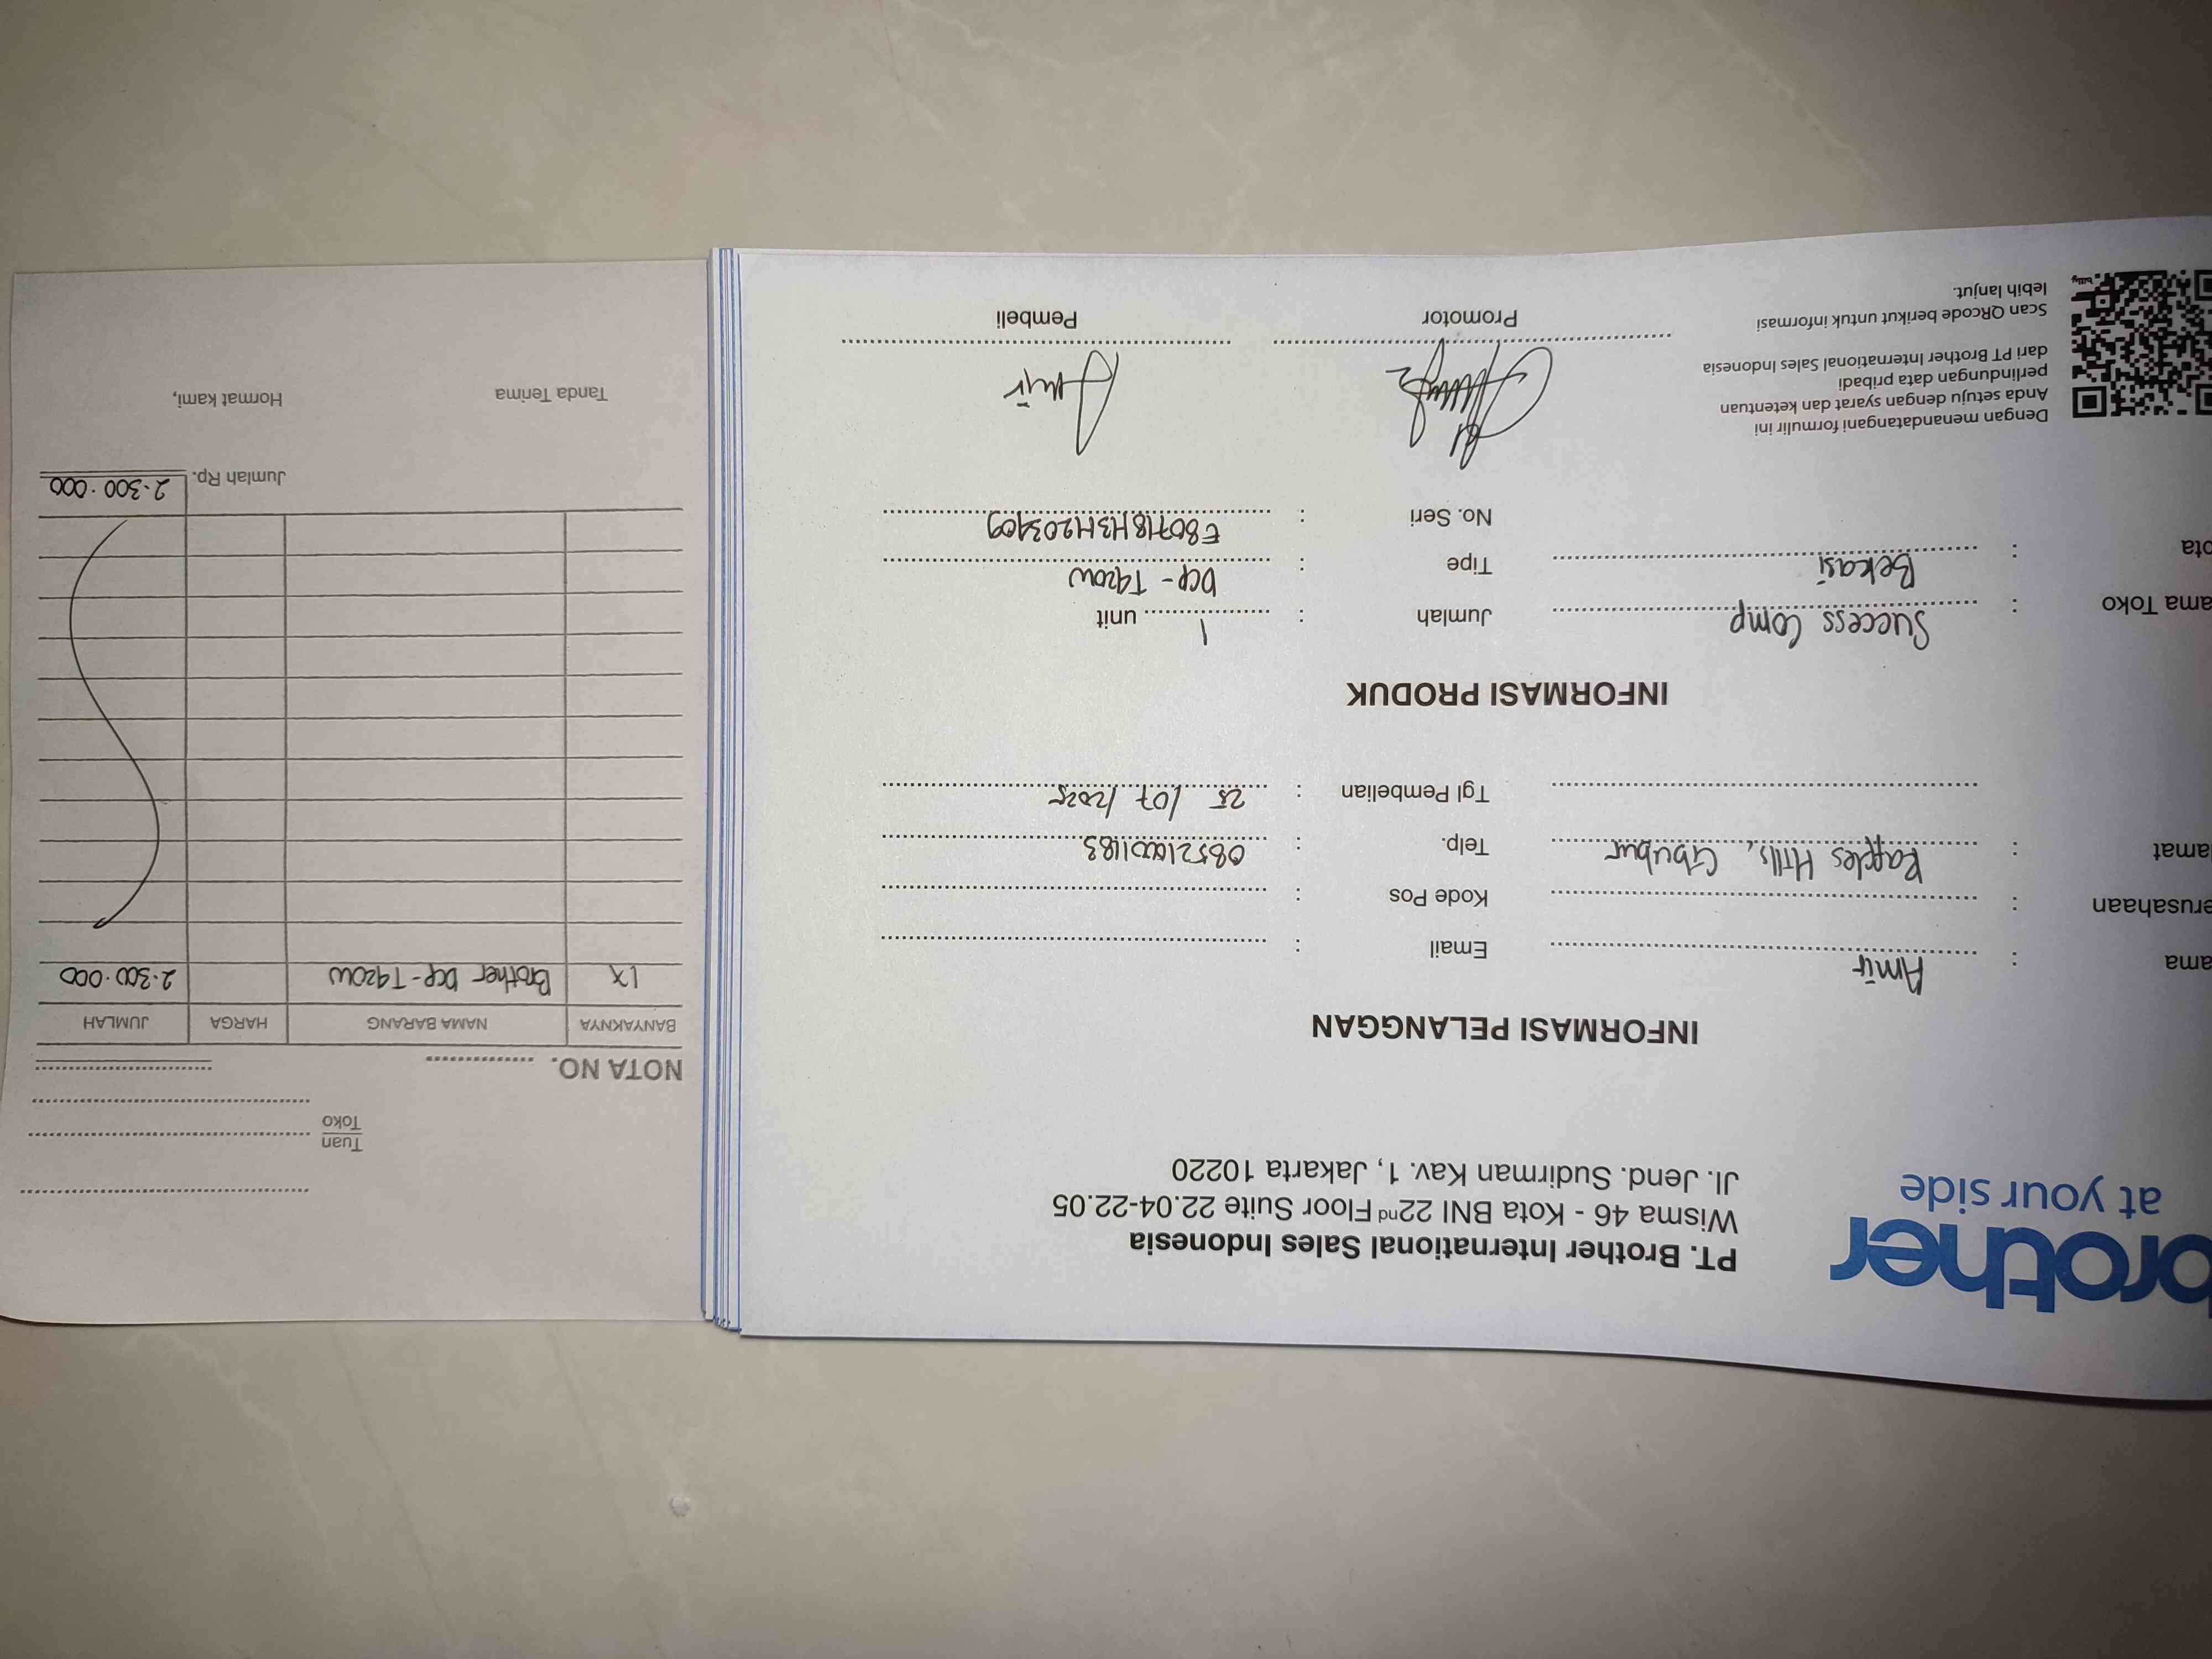 brother
at your side
PT. Brother International Sales Indonesia
Wisma 46 - Kota BNI 22nd Floor Suite 22.04-22.05
Jl. Jend. Sudirman Kav. 1, Jakarta 10220
INFORMASI PELANGGAN
ama : Amir Email :
erusahaan : Kode Pos :
lamat : Raffles Hills, Cibubur Telp. : 085210001183
Tgl Pembelian : 25 / 07 / 2025
INFORMASI PRODUK
ama Toko : Success Comp Jumlah : 1 unit
ota : Bekasi Tipe : DCP - T420W
No. Seri :
Dengan menandatangani formulir ini
Anda setuju dengan syarat dan ketentuan
perlindungan data pribadi
dari PT Brother International Sales Indonesia
Scan QRcode berikut untuk informasi
lebih lanjut.
Promotor
Amir
Pembeli
Tuan
Toko
NOTA NO.
BANYAKNYA NAMA BARANG HARGA JUMLAH
1x Brother DCP - T420W 2.300.000
Jumlah Rp. 2.300.000
Tanda Terima Hormat kami,